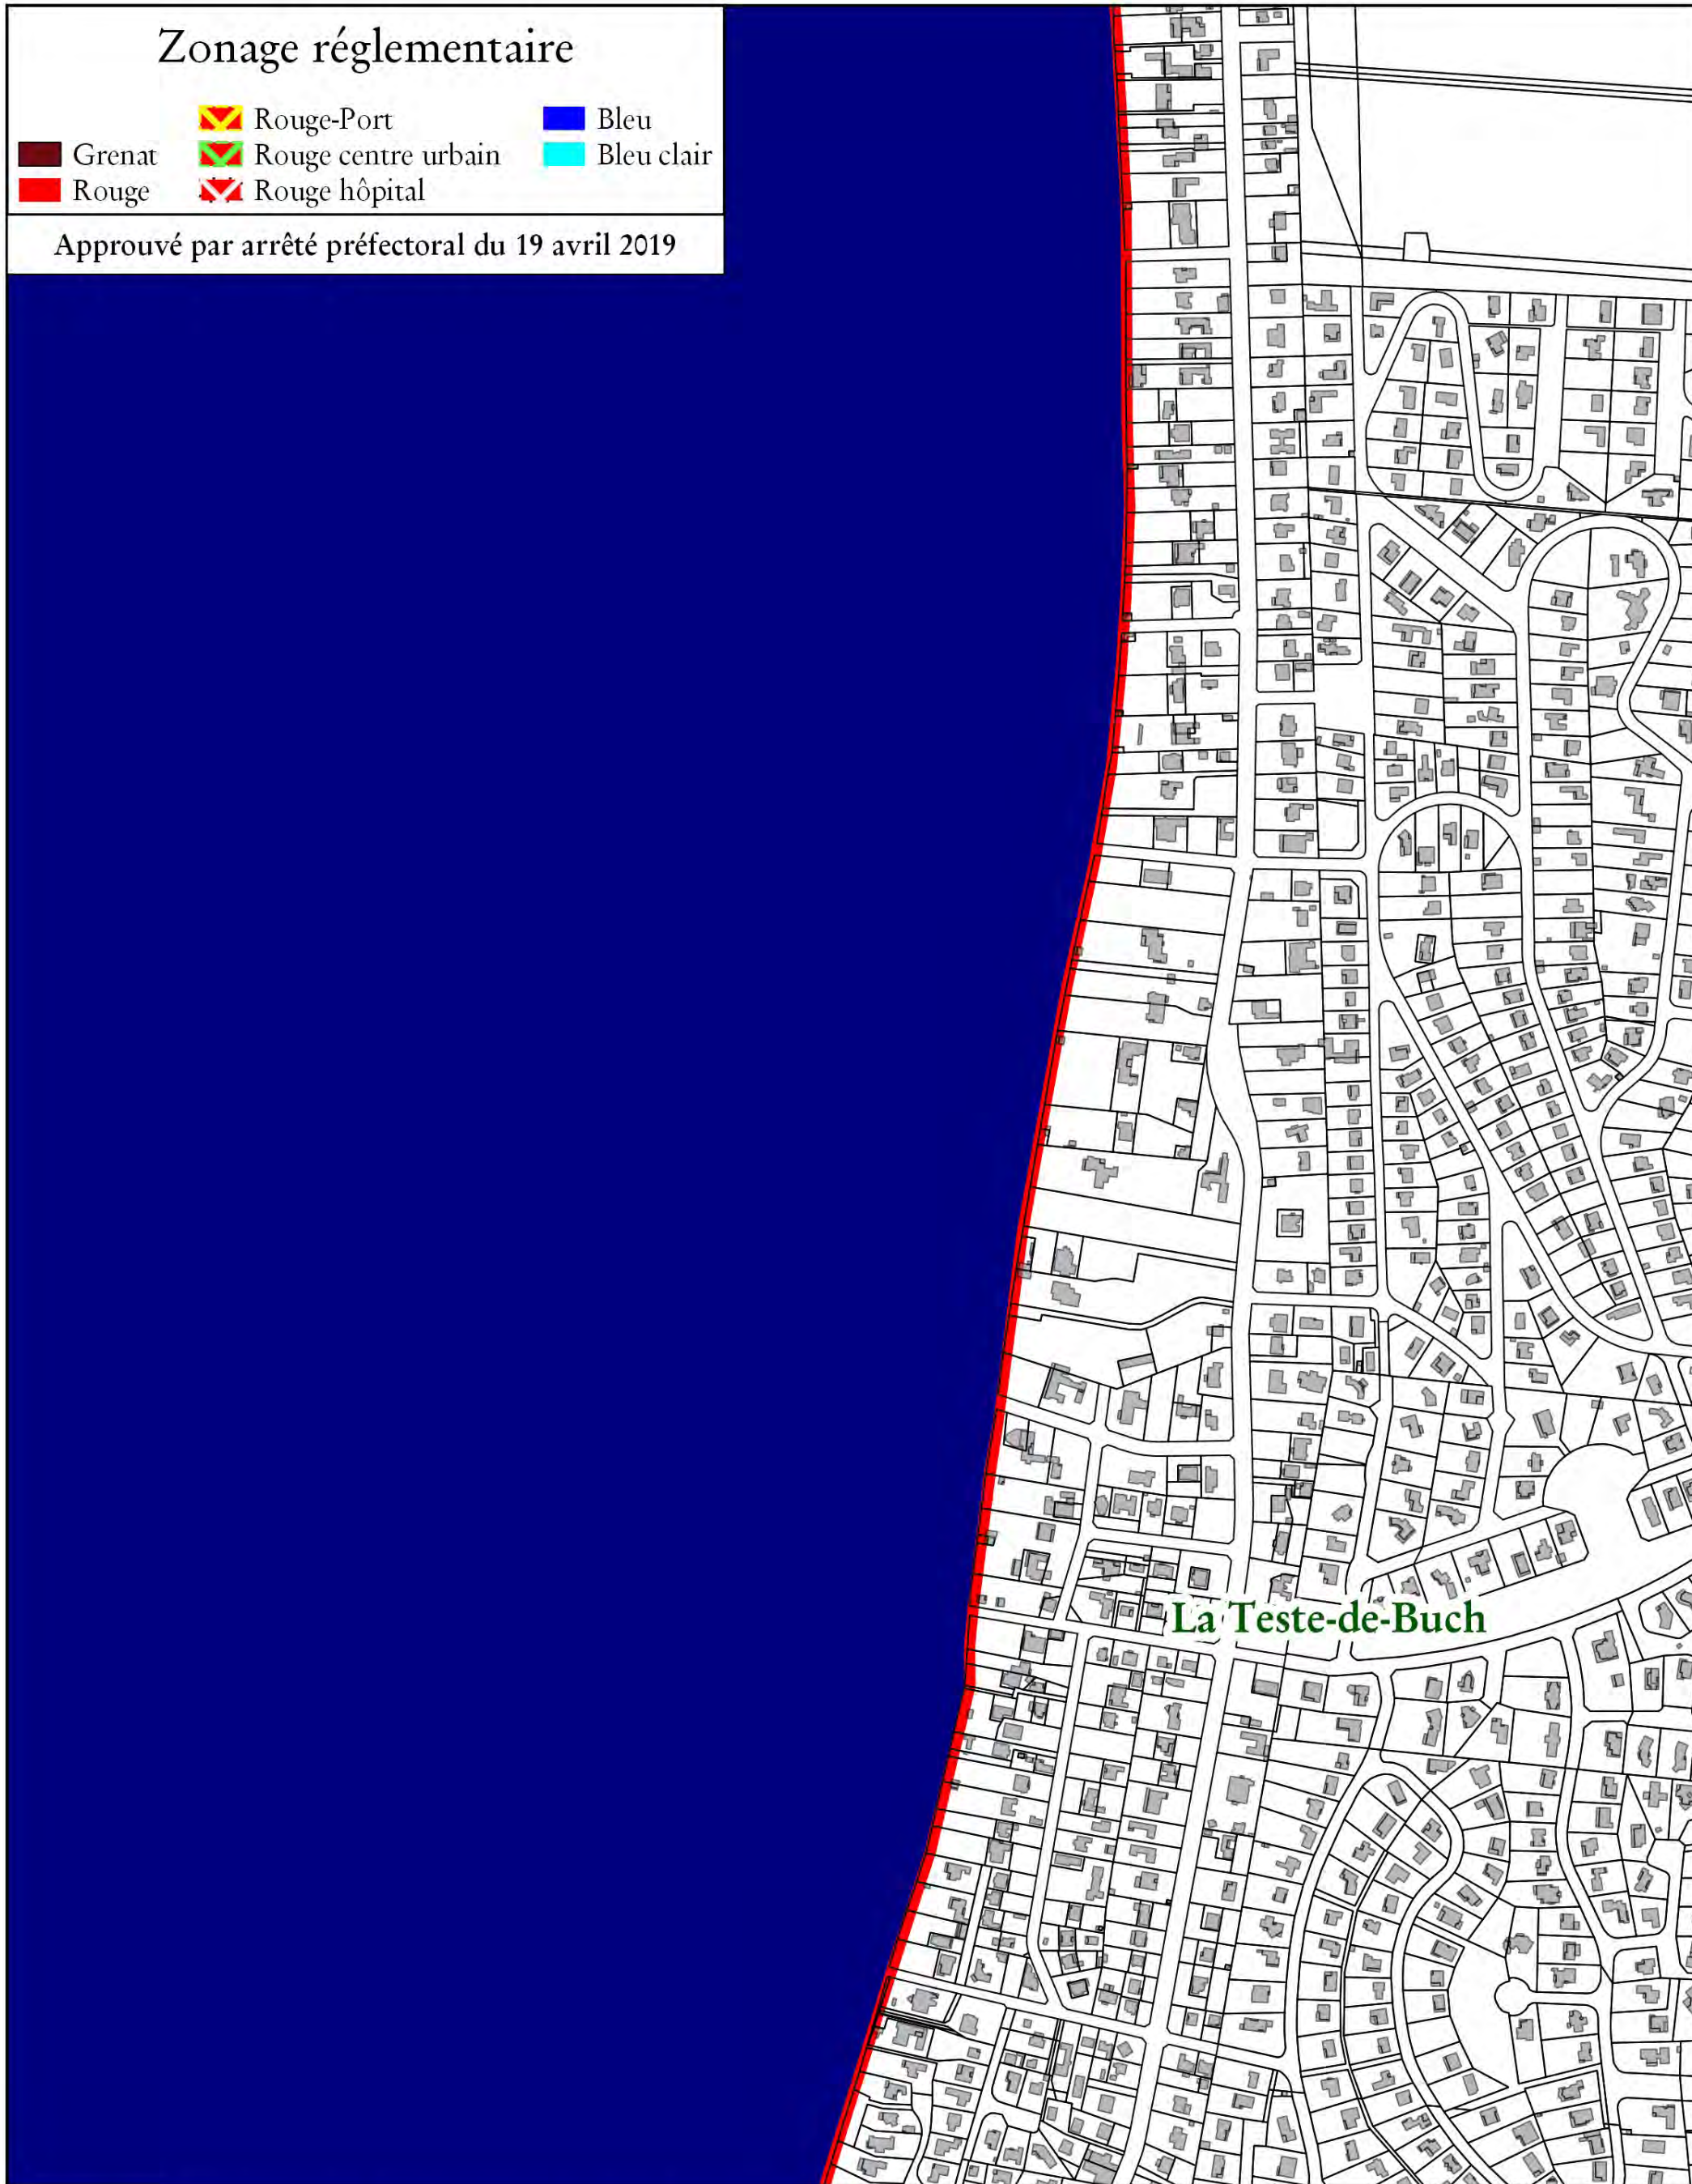 Zonage réglementaire
Grenat
Rouge
Rouge-Port
Rouge centre urbain
Rouge hôpital
Bleu
Bleu clair
Approuvé par arrêté préfectoral du 19 avril 2019
La Teste-de-Buch